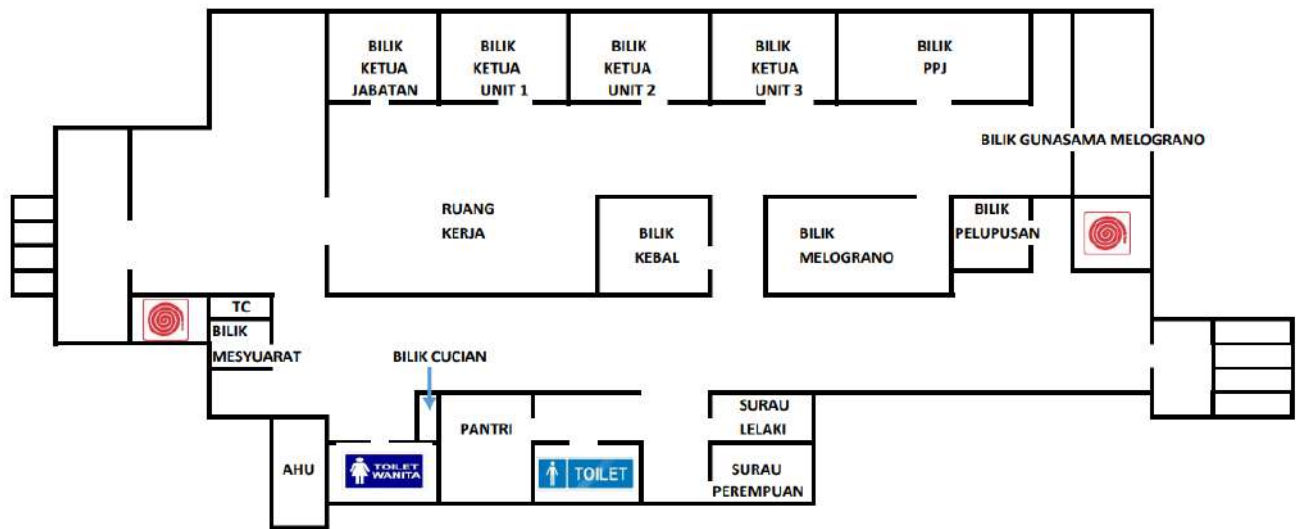 BILIK
KETUA
JABATAN
BILIK
KETUA
UNIT 1
BILIK
KETUA
UNIT 2
BILIK
KETUA
UNIT 3
BILIK
PPJ
BILIK GUNASAMA MELOGRANO
RUANG
KERJA
BILIK
KEBAL
BILIK
MELOGRANO
BILIK
PELUPUSAN
TC
BILIK
MESYUARAT
BILIK CUCIAN
PANTRI
SURAU
LELAKI
AHU
TOILET
WANITA
TOILET
SURAU
PEREMPUAN